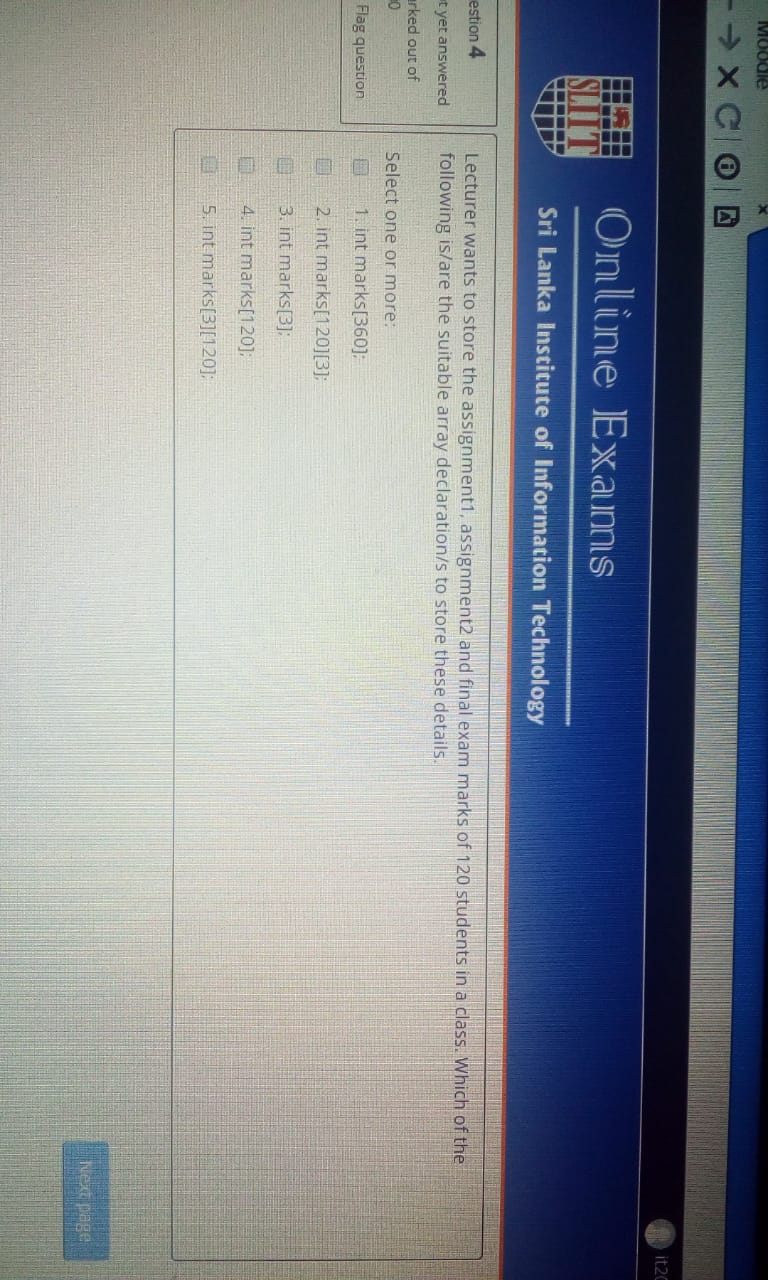 Moodle
x
SLIIT
Online Exams
Sri Lanka Institute of Information Technology
estion 4
t yet answered
rked out of
Flag question
Lecturer wants to store the assignment1, assignment2 and final exam marks of 120 students in a class. Which of the
following is/are the suitable array declaration/s to store these details.
Select one or more:
1. int marks[360];
2. int marks[120][3];
3. int marks[3];
4. int marks[120];
5. int marks[3][120];
Next page